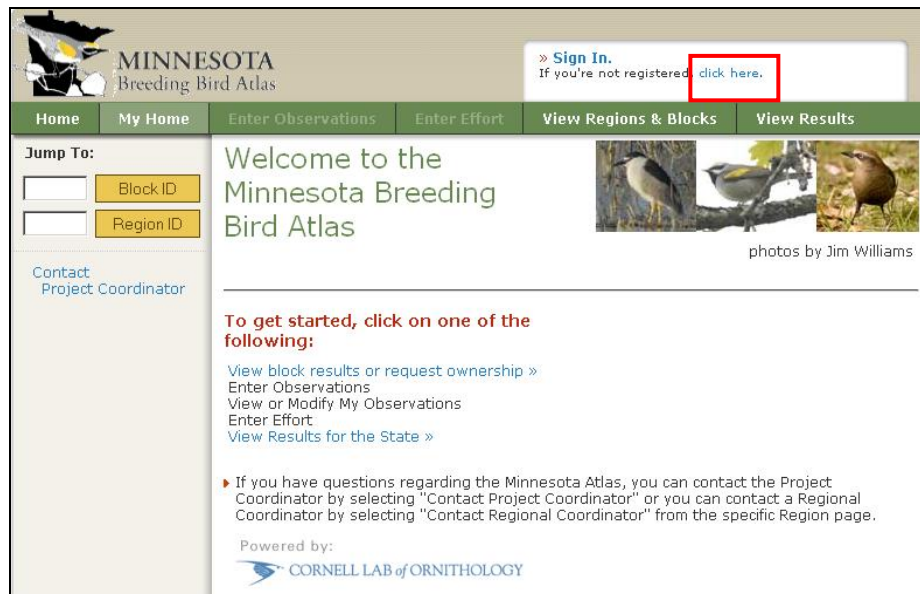 MINNESOTA
Breeding Bird Atlas
» Sign In.
If you're not registered, click here.
Home My Home Enter Observations Enter Effort View Regions & Blocks View Results
Jump To:
Block ID
Region ID
Contact
Project Coordinator
Welcome to the
Minnesota Breeding
Bird Atlas
photos by Jim Williams
To get started, click on one of the
following:
View block results or request ownership »
Enter Observations
View or Modify My Observations
Enter Effort
View Results for the State »
If you have questions regarding the Minnesota Atlas, you can contact the Project
Coordinator by selecting "Contact Project Coordinator" or you can contact a Regional
Coordinator by selecting "Contact Regional Coordinator" from the specific Region page.
Powered by:
CORNELL LAB of ORNITHOLOGY